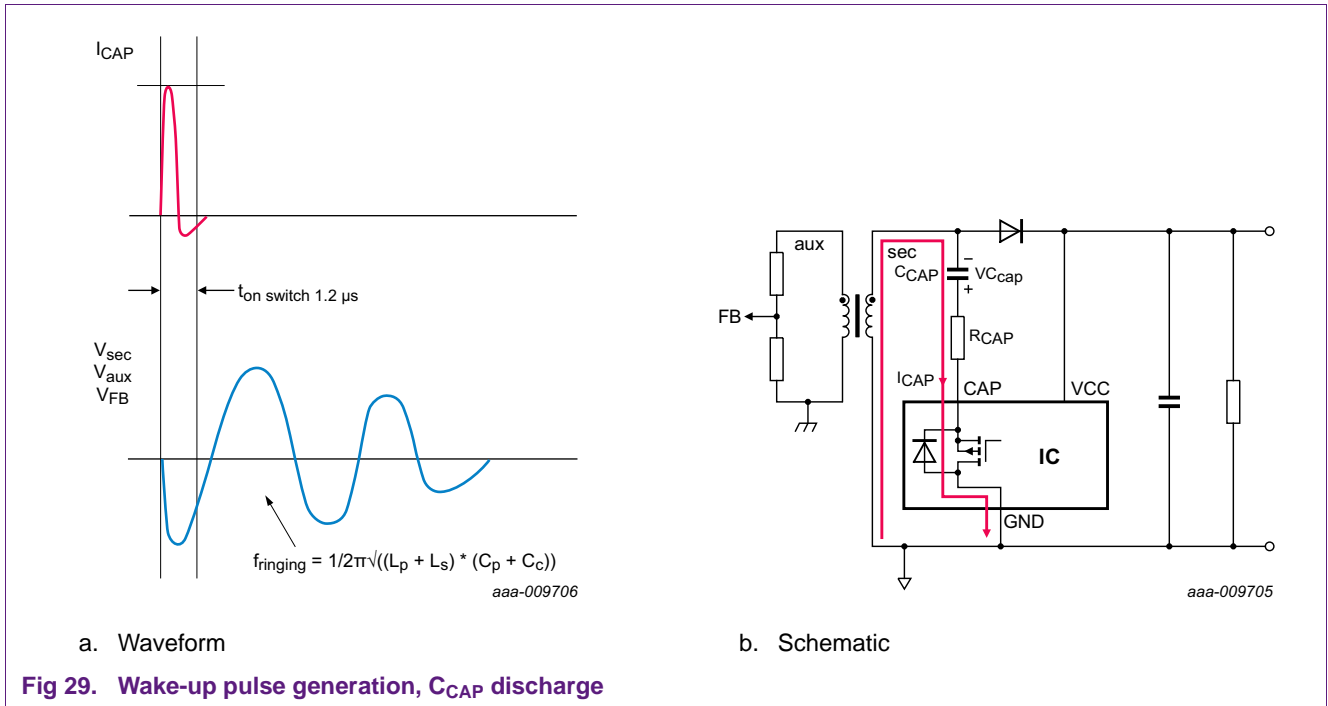 ICAP
ton switch 1.2 μs
Vsec
Vaux
VFB
fringing = 1/2π√((Lp + Ls) * (Cp + Cc))
aaa-009706
aux
sec
CCAP
−
VCcap
+
FB
RCAP
ICAP
CAP
VCC
IC
GND
aaa-009705
a. Waveform
b. Schematic
Fig 29. Wake-up pulse generation, CCAP discharge